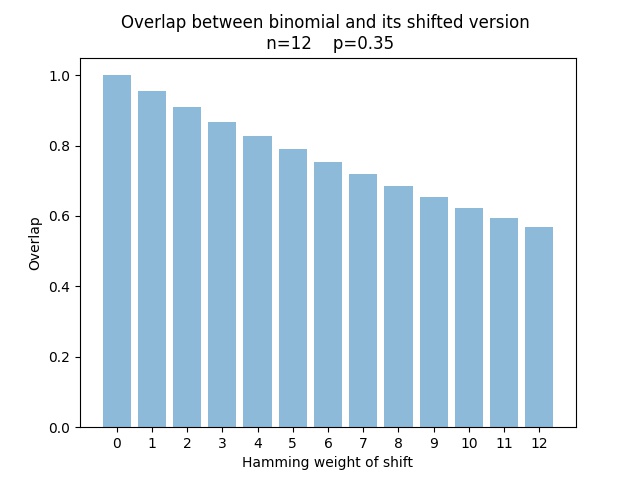 Overlap between binomial and its shifted version
n=12    p=0.35
1.0
0.8
0.6
0.4
0.2
0.0
Overlap
0 1 2 3 4 5 6 7 8 9 10 11 12
Hamming weight of shift